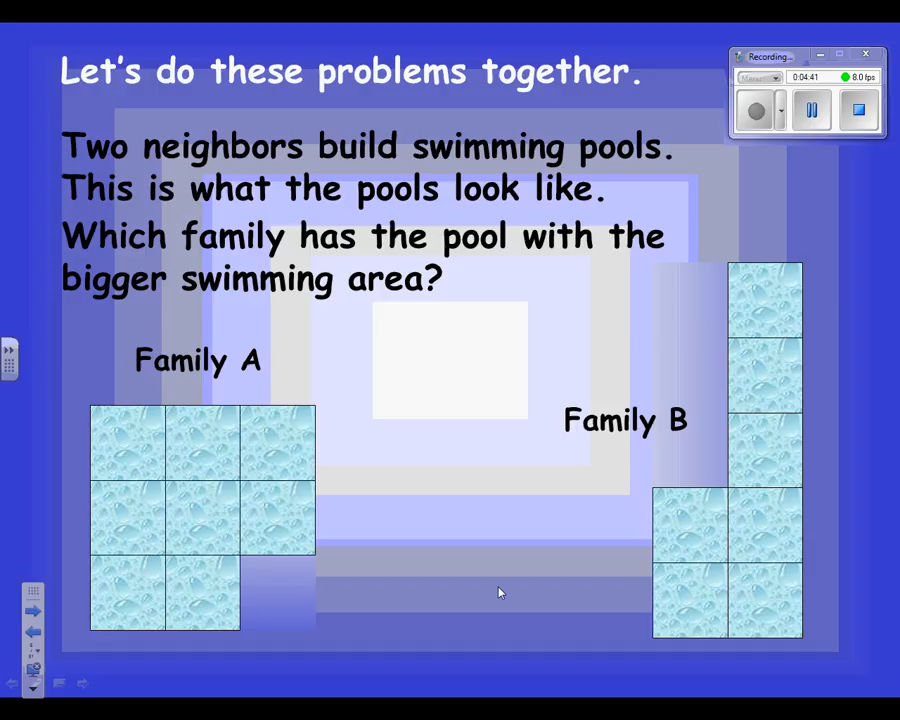 Let's do these problems together.
Recording...
0:04:41
8.0 fps
Two neighbors build swimming pools.
This is what the pools look like.
Which family has the pool with the
bigger swimming area?
Family A
Family B